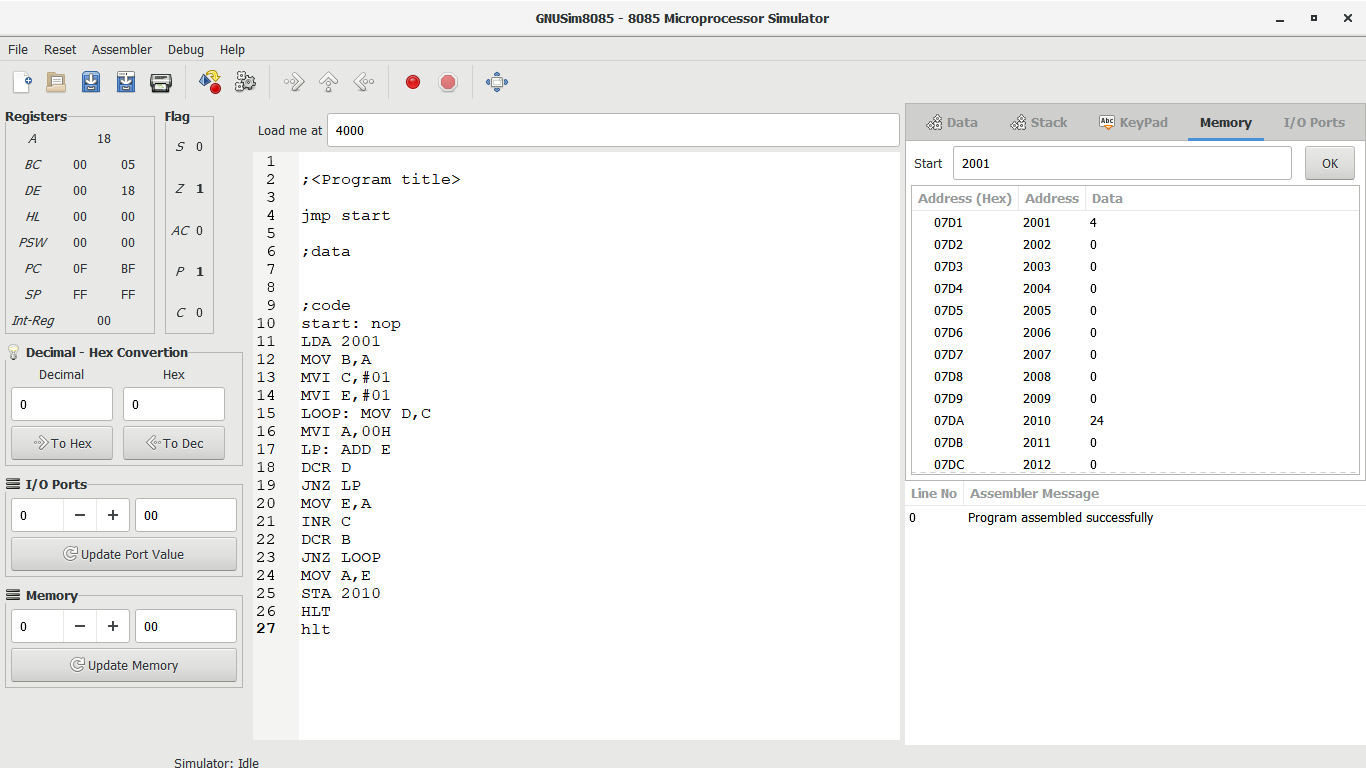 GNUSim8085 - 8085 Microprocessor Simulator
File Reset Assembler Debug Help
Registers
A 18
BC 00 05
DE 00 18
HL 00 00
PSW 00 00
PC 0F BF
SP FF FF
Int-Reg 00
Flag
S 0
Z 1
AC 0
P 1
C 0
Decimal - Hex Convertion
Decimal Hex
0 0
To Hex To Dec
I/O Ports
0 − + 00
Update Port Value
Memory
0 − + 00
Update Memory
Load me at 4000
1
2 ;<Program title>
3
4 jmp start
5
6 ;data
7
8
9 ;code
10 start: nop
11 LDA 2001
12 MOV B,A
13 MVI C,#01
14 MVI E,#01
15 LOOP: MOV D,C
16 MVI A,00H
17 LP: ADD E
18 DCR D
19 JNZ LP
20 MOV E,A
21 INR C
22 DCR B
23 JNZ LOOP
24 MOV A,E
25 STA 2010
26 HLT
27 hlt
Data Stack Abc KeyPad Memory I/O Ports
Start 2001 OK
Address (Hex) Address Data
07D1 2001 4
07D2 2002 0
07D3 2003 0
07D4 2004 0
07D5 2005 0
07D6 2006 0
07D7 2007 0
07D8 2008 0
07D9 2009 0
07DA 2010 24
07DB 2011 0
07DC 2012 0
Line No Assembler Message
0 Program assembled successfully
Simulator: Idle